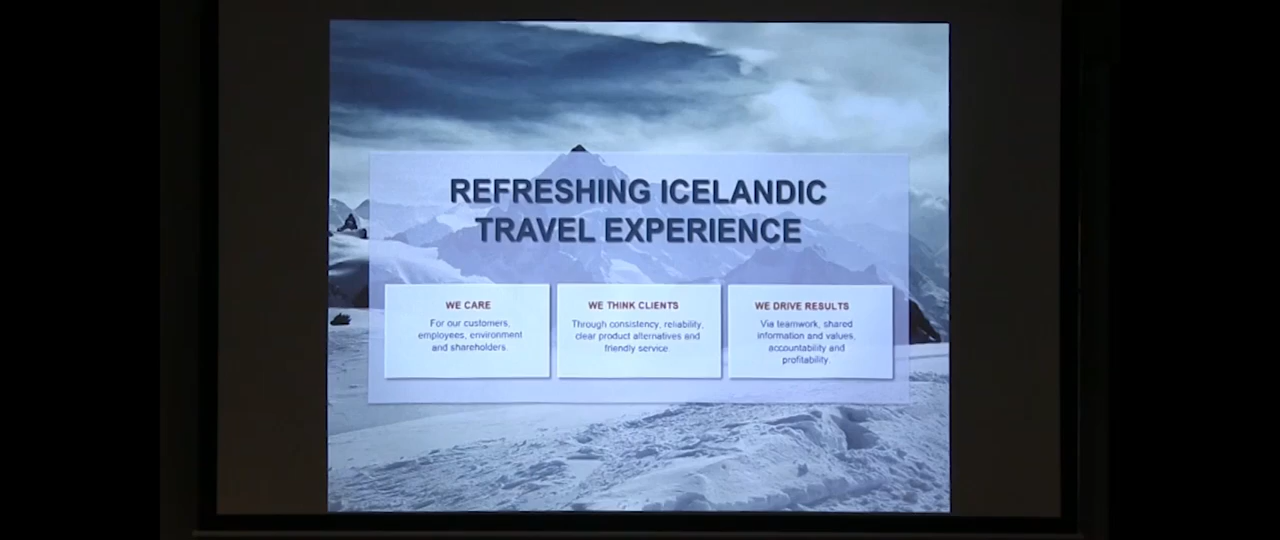 REFRESHING ICELANDIC
TRAVEL EXPERIENCE
WE CARE
For our customers,
employees, environment
and shareholders.
WE THINK CLIENTS
Through consistency, reliability,
clear product alternatives and
friendly service.
WE DRIVE RESULTS
Via teamwork, shared
information and values,
accountability and
profitability.